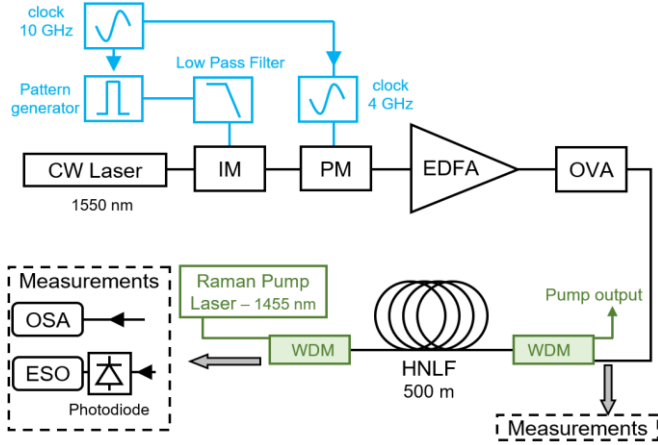 clock
10 GHz
Pattern
generator
Low Pass Filter
clock
4 GHz
CW Laser
1550 nm
IM
PM
EDFA
OVA
Measurements
OSA
ESO
Photodiode
Raman Pump
Laser – 1455 nm
WDM
HNLF
500 m
WDM
Pump output
Measurements